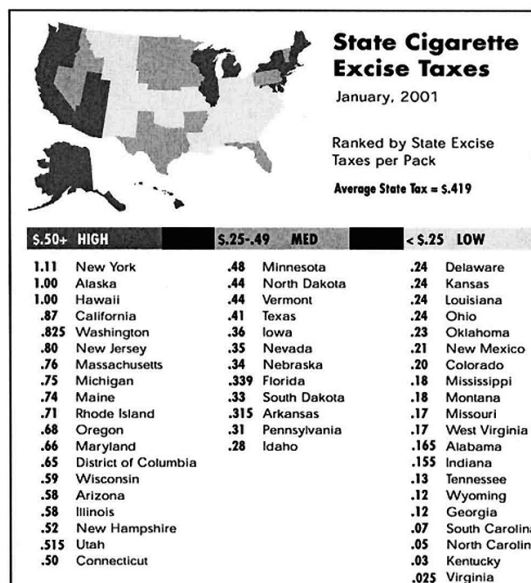 State Cigarette
Excise Taxes
January, 2001
Ranked by State Excise
Taxes per Pack
Average State Tax = $.419
$.50+ HIGH
1.11 New York
1.00 Alaska
1.00 Hawaii
.87 California
.825 Washington
.80 New Jersey
.76 Massachusetts
.75 Michigan
.74 Maine
.71 Rhode Island
.68 Oregon
.66 Maryland
.65 District of Columbia
.59 Wisconsin
.58 Arizona
.58 Illinois
.52 New Hampshire
.515 Utah
.50 Connecticut
$.25-.49 MED
.48 Minnesota
.44 North Dakota
.44 Vermont
.41 Texas
.36 Iowa
.35 Nevada
.34 Nebraska
.339 Florida
.33 South Dakota
.315 Arkansas
.31 Pennsylvania
.28 Idaho
< $.25 LOW
.24 Delaware
.24 Kansas
.24 Louisiana
.24 Ohio
.23 Oklahoma
.21 New Mexico
.20 Colorado
.18 Mississippi
.18 Montana
.17 Missouri
.17 West Virginia
.165 Alabama
.155 Indiana
.13 Tennessee
.12 Wyoming
.12 Georgia
.07 South Carolina
.05 North Carolin
.03 Kentucky
.025 Virginia